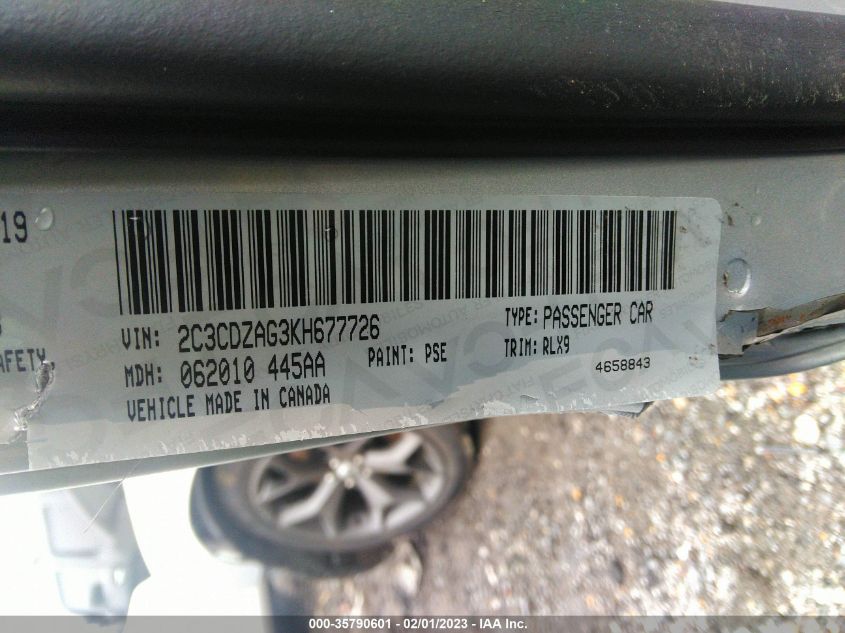 19
VIN: 2C3CDZAG3KH677726
TYPE: PASSENGER CAR
AFETY
MDH: 062010 445AA
PAINT: PSE
TRIM: RLX9
4658843
VEHICLE MADE IN CANADA
000-35790601 - 02/01/2023 - IAA Inc.